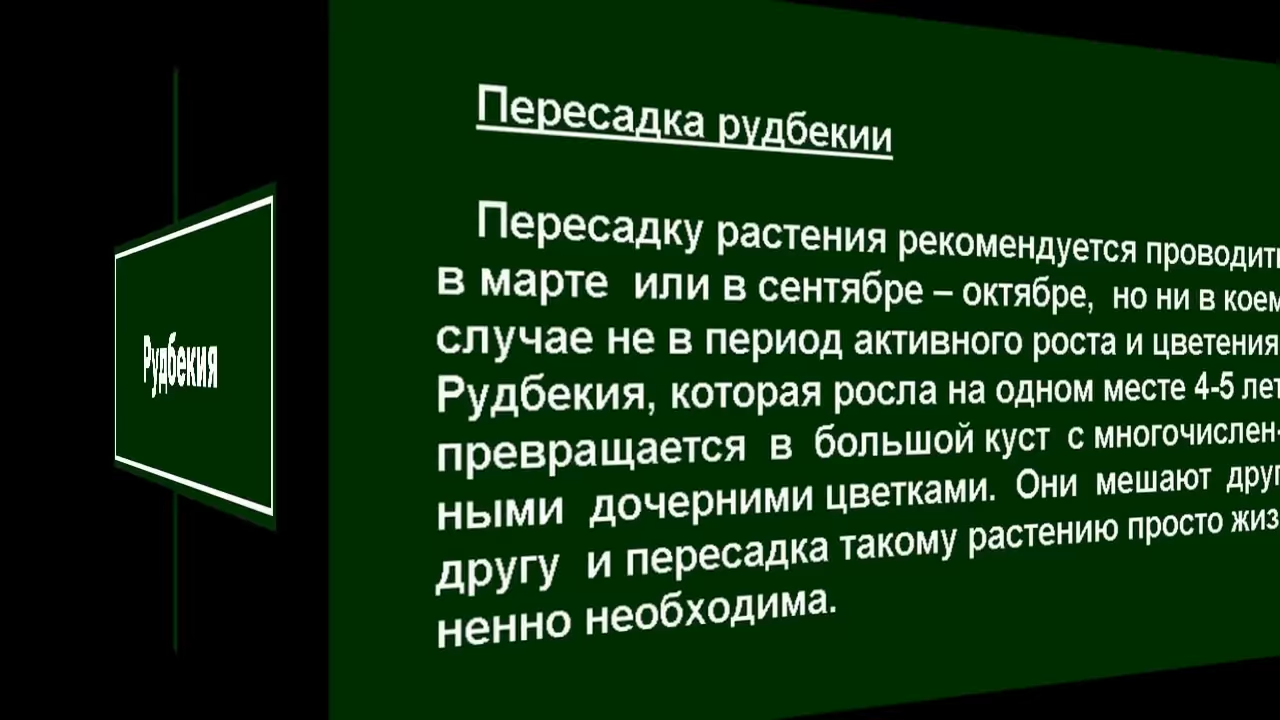 Рудбекия
Пересадка рудбекии
Пересадку растения рекомендуется проводить
в марте или в сентябре – октябре, но ни в коем
случае не в период активного роста и цветения
Рудбекия, которая росла на одном месте 4-5 лет
превращается в большой куст с многочислен-
ными дочерними цветками. Они мешают друг
другу и пересадка такому растению просто жиз
ненно необходима.